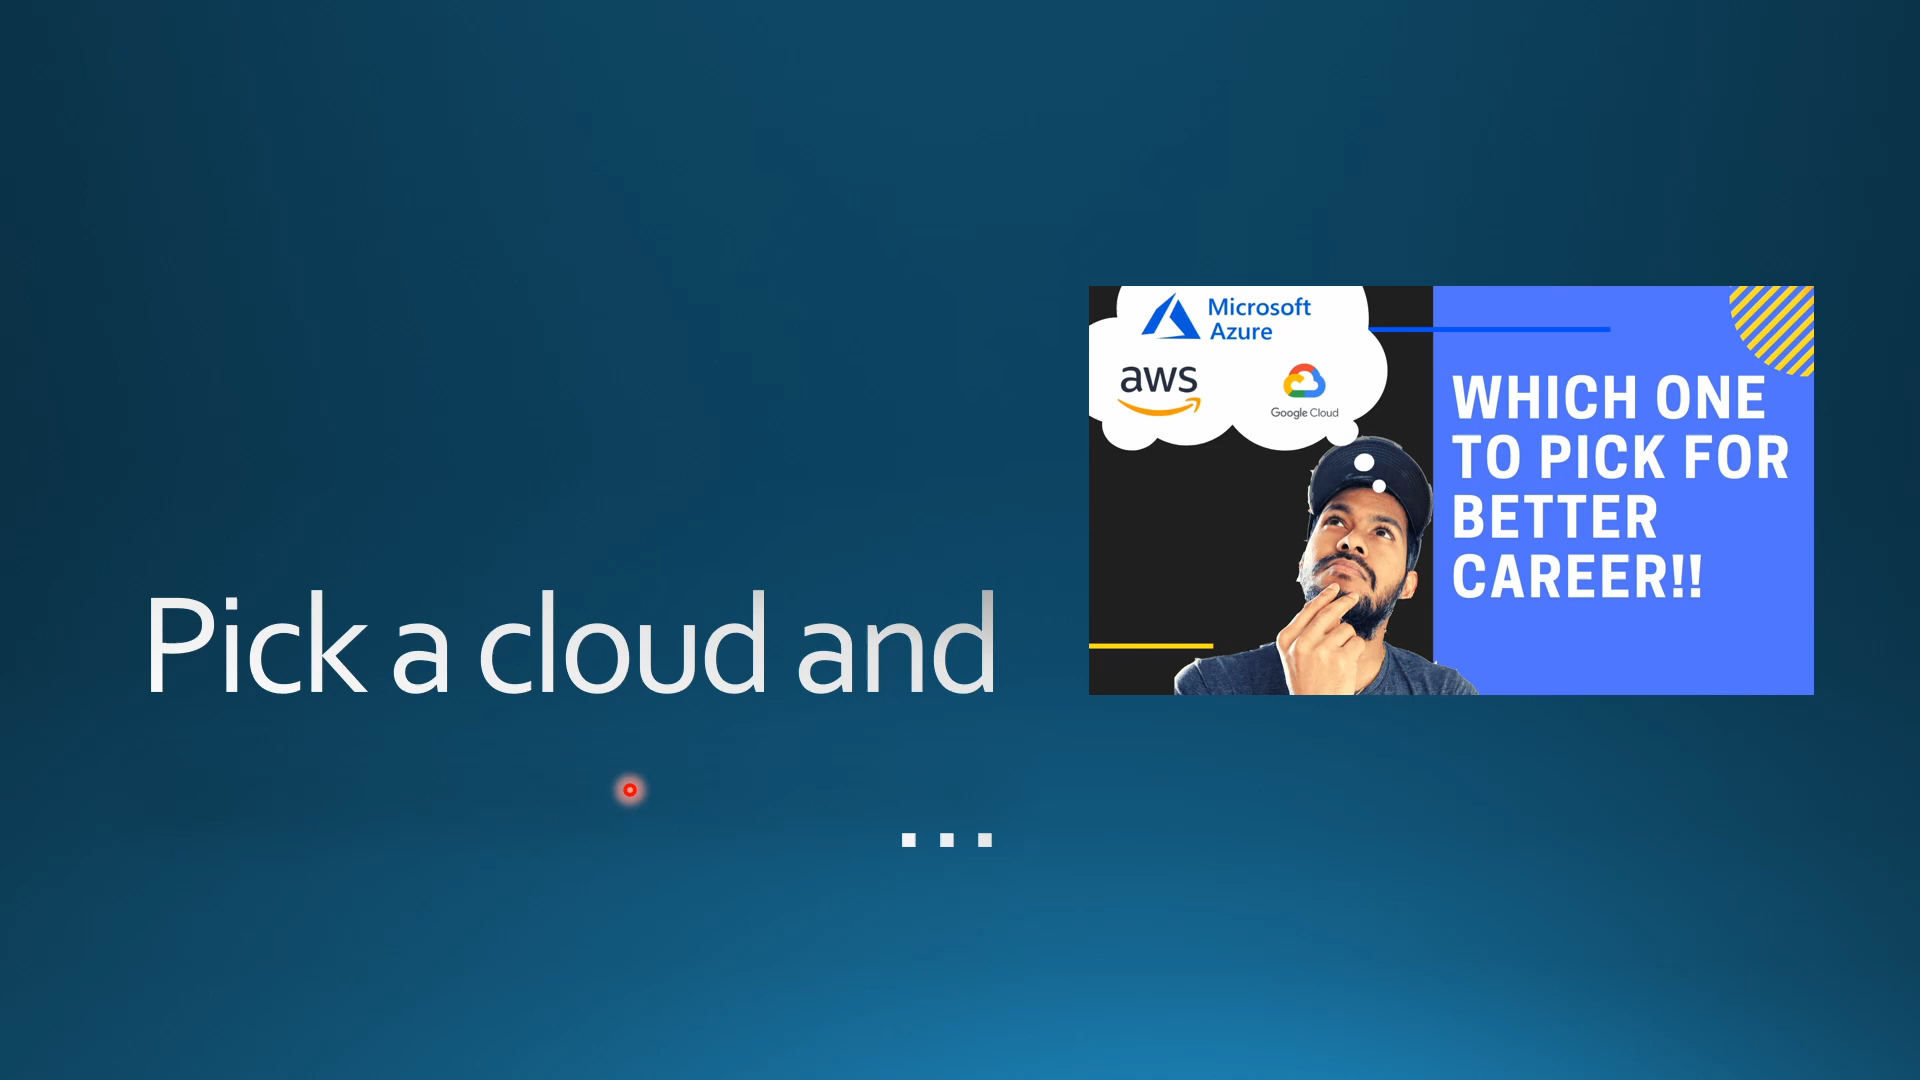 Pick a cloud and
...
Microsoft
Azure
aws
Google Cloud
WHICH ONE
TO PICK FOR
BETTER
CAREER!!